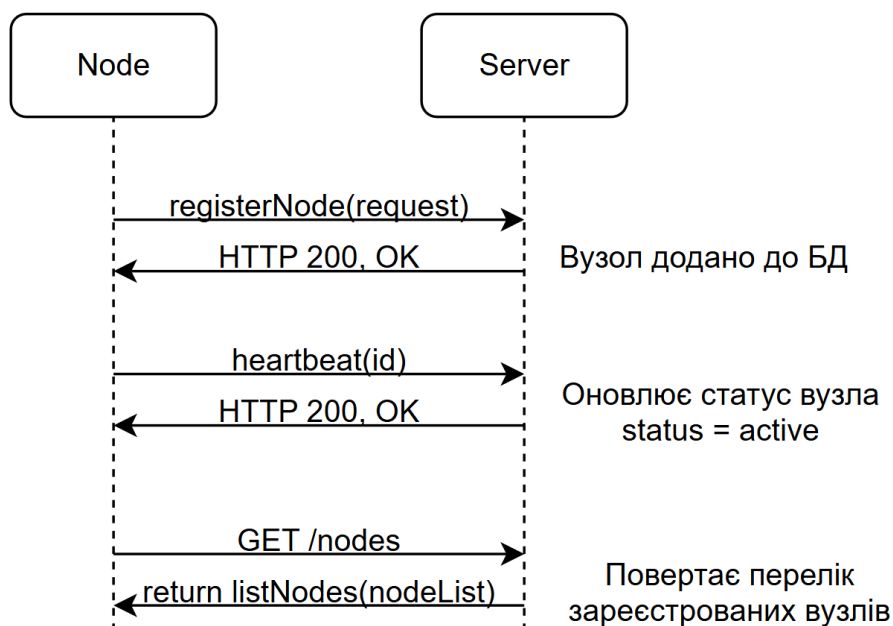 Node
Server
registerNode(request)
HTTP 200, OK
Вузол додано до БД
heartbeat(id)
HTTP 200, OK
Оновлює статус вузла
status = active
GET /nodes
return listNodes(nodeList)
Повертає перелік
зареєстрованих вузлів